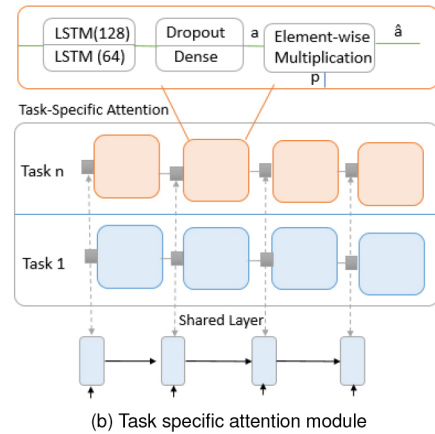 LSTM(128)
LSTM (64)
Dropout
Dense
a
Element-wise
Multiplication
â
p
Task-Specific Attention
Task n
Task 1
Shared Layer
(b) Task specific attention module